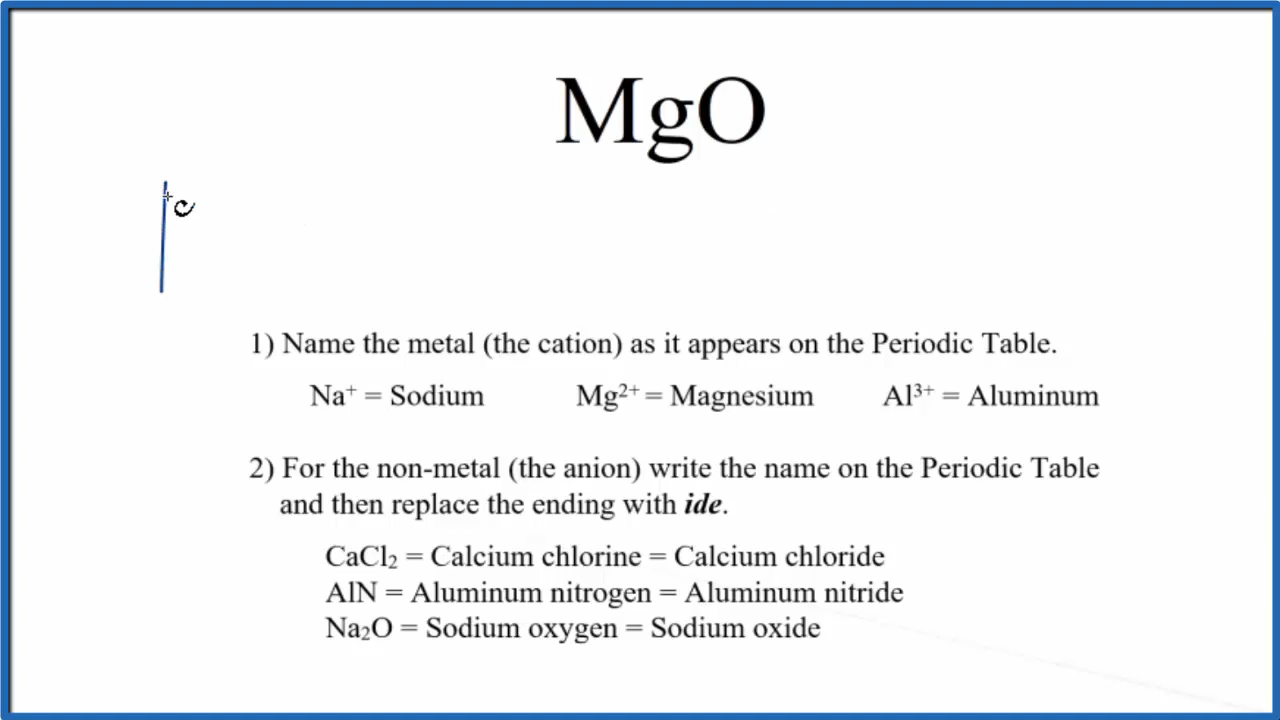 MgO
1) Name the metal (the cation) as it appears on the Periodic Table.
Na⁺ = Sodium Mg²⁺ = Magnesium Al³⁺ = Aluminum
2) For the non-metal (the anion) write the name on the Periodic Table
and then replace the ending with ide.
CaCl₂ = Calcium chlorine = Calcium chloride
AlN = Aluminum nitrogen = Aluminum nitride
Na₂O = Sodium oxygen = Sodium oxide